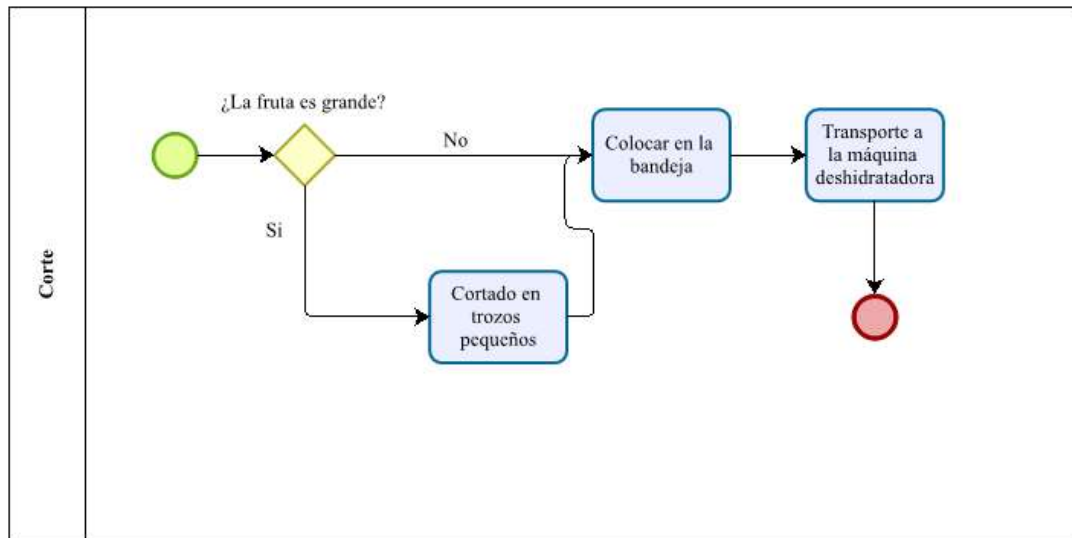 ¿La fruta es grande?
No
Si
Colocar en la
bandeja
Transporte a
la máquina
deshidratadora
Corte
Cortado en
trozos
pequeños